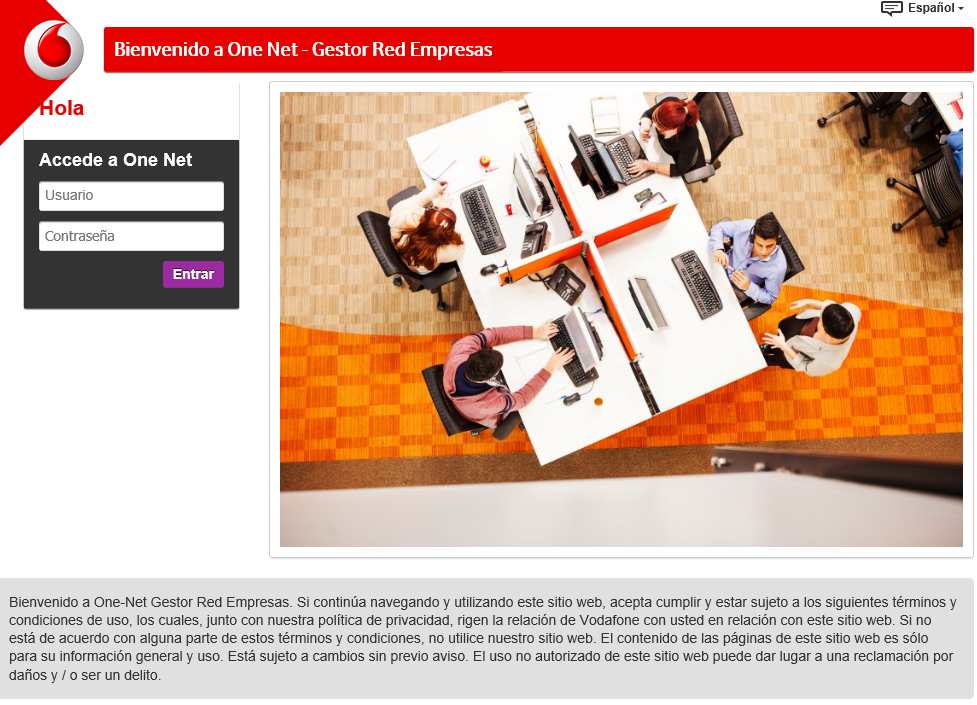 Español
Bienvenido a One Net - Gestor Red Empresas
Hola
Accede a One Net
Usuario
Contraseña
Entrar
Bienvenido a One-Net Gestor Red Empresas. Si continúa navegando y utilizando este sitio web, acepta cumplir y estar sujeto a los siguientes términos y
condiciones de uso, los cuales, junto con nuestra política de privacidad, rigen la relación de Vodafone con usted en relación con este sitio web. Si no
está de acuerdo con alguna parte de estos términos y condiciones, no utilice nuestro sitio web. El contenido de las páginas de este sitio web es sólo
para su información general y uso. Está sujeto a cambios sin previo aviso. El uso no autorizado de este sitio web puede dar lugar a una reclamación por
daños y / o ser un delito.